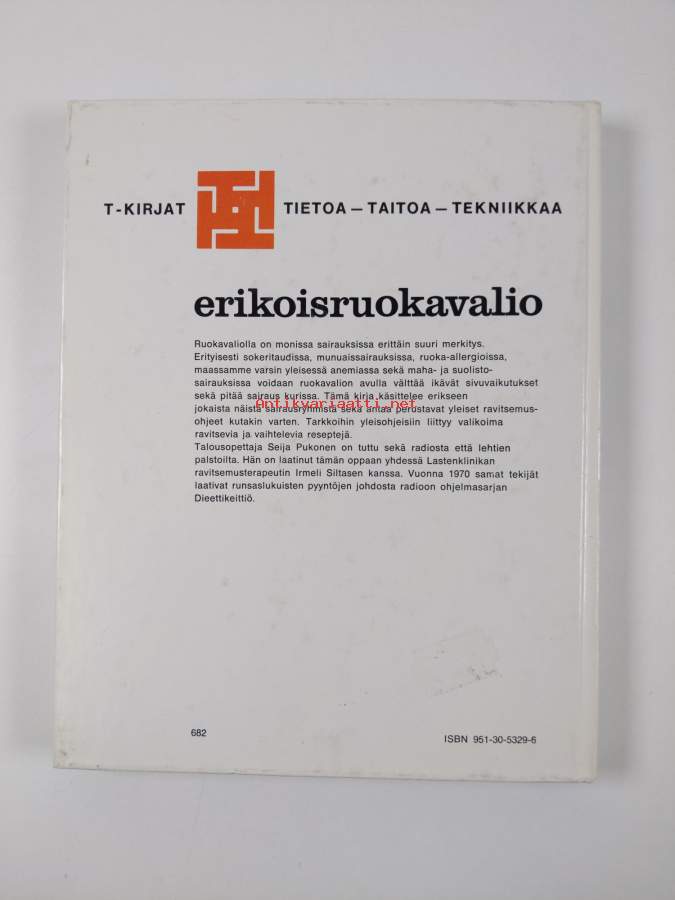 T-KIRJAT TIETOA — TAITOA — TEKNIIKKAA
erikoisruokavalio
Ruokavaliolla on monissa sairauksissa erittäin suuri merkitys.
Erityisesti sokeritaudissa, munuaissairauksissa, ruoka-allergioissa,
maassamme varsin yleisessä anemiassa sekä maha- ja suolisto-
sairauksissa voidaan ruokavalion avulla välttää ikävät sivuvaikutukset
sekä pitää sairaus kurissa. Tämä kirja käsittelee erikseen
jokaista näistä sairausryhmistä sekä antaa perustavat yleiset ravitsemus-
Antikvariaatti.net
ohjeet kutakin varten. Tarkkoihin yleisohjeisiin liittyy valikoima
ravitsevia ja vaihtelevia reseptejä.
Talousopettaja Seija Pukonen on tuttu sekä radiosta että lehtien
palstoilta. Hän on laatinut tämän oppaan yhdessä Lastenklinikan
ravitsemusterapeutin Irmeli Siltasen kanssa. Vuonna 1970 samat tekijät
laativat runsaslukuisten pyyntöjen johdosta radioon ohjelmasarjan
Dieettikeittiö.
682
ISBN 951-30-5329-6